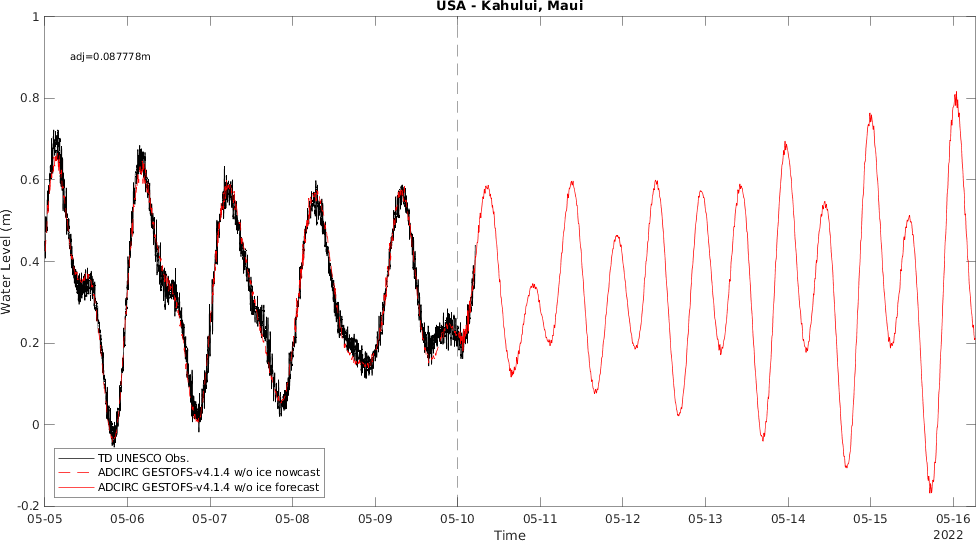 USA - Kahului, Maui
adj=0.087778m
Water Level (m)
1
0.8
0.6
0.4
0.2
0
-0.2
TD UNESCO Obs.
ADCIRC GESTOFS-v4.1.4 w/o ice nowcast
ADCIRC GESTOFS-v4.1.4 w/o ice forecast
05-05 05-06 05-07 05-08 05-09 05-10 05-11 05-12 05-13 05-14 05-15 05-16
Time
2022